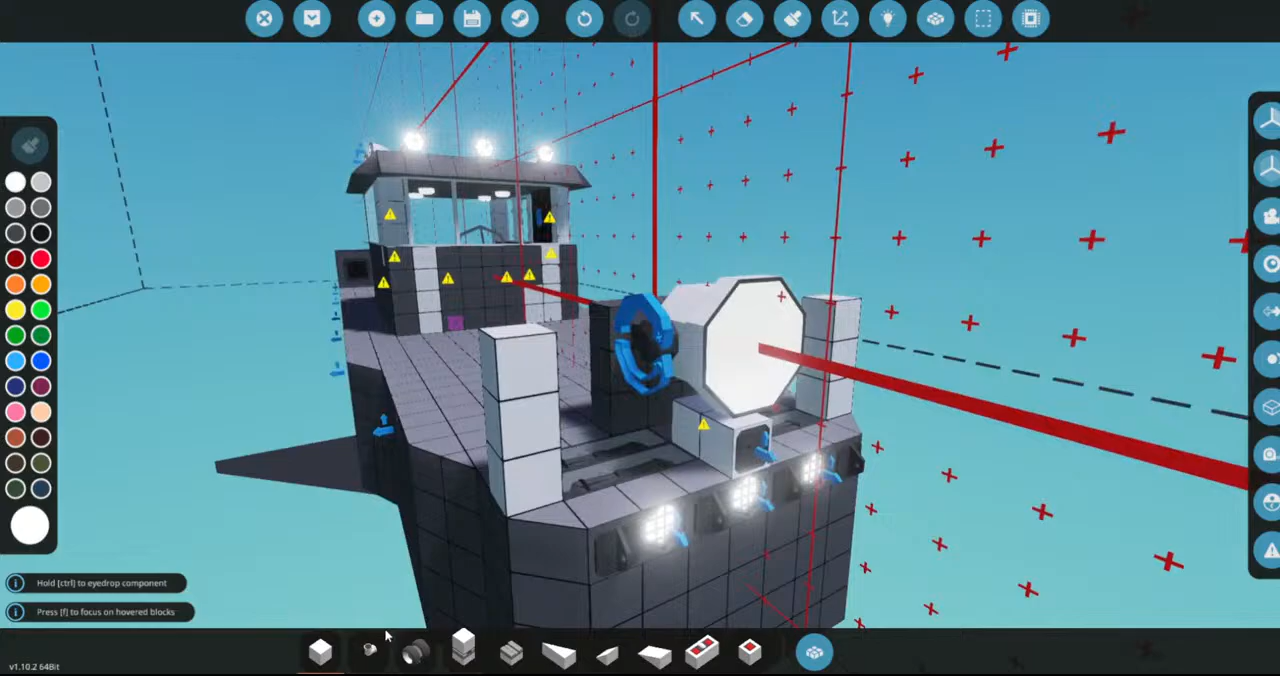 Hold [ctrl] to eyedrop component
Press [f] to focus on hovered blocks
v1.10.2 64Bit